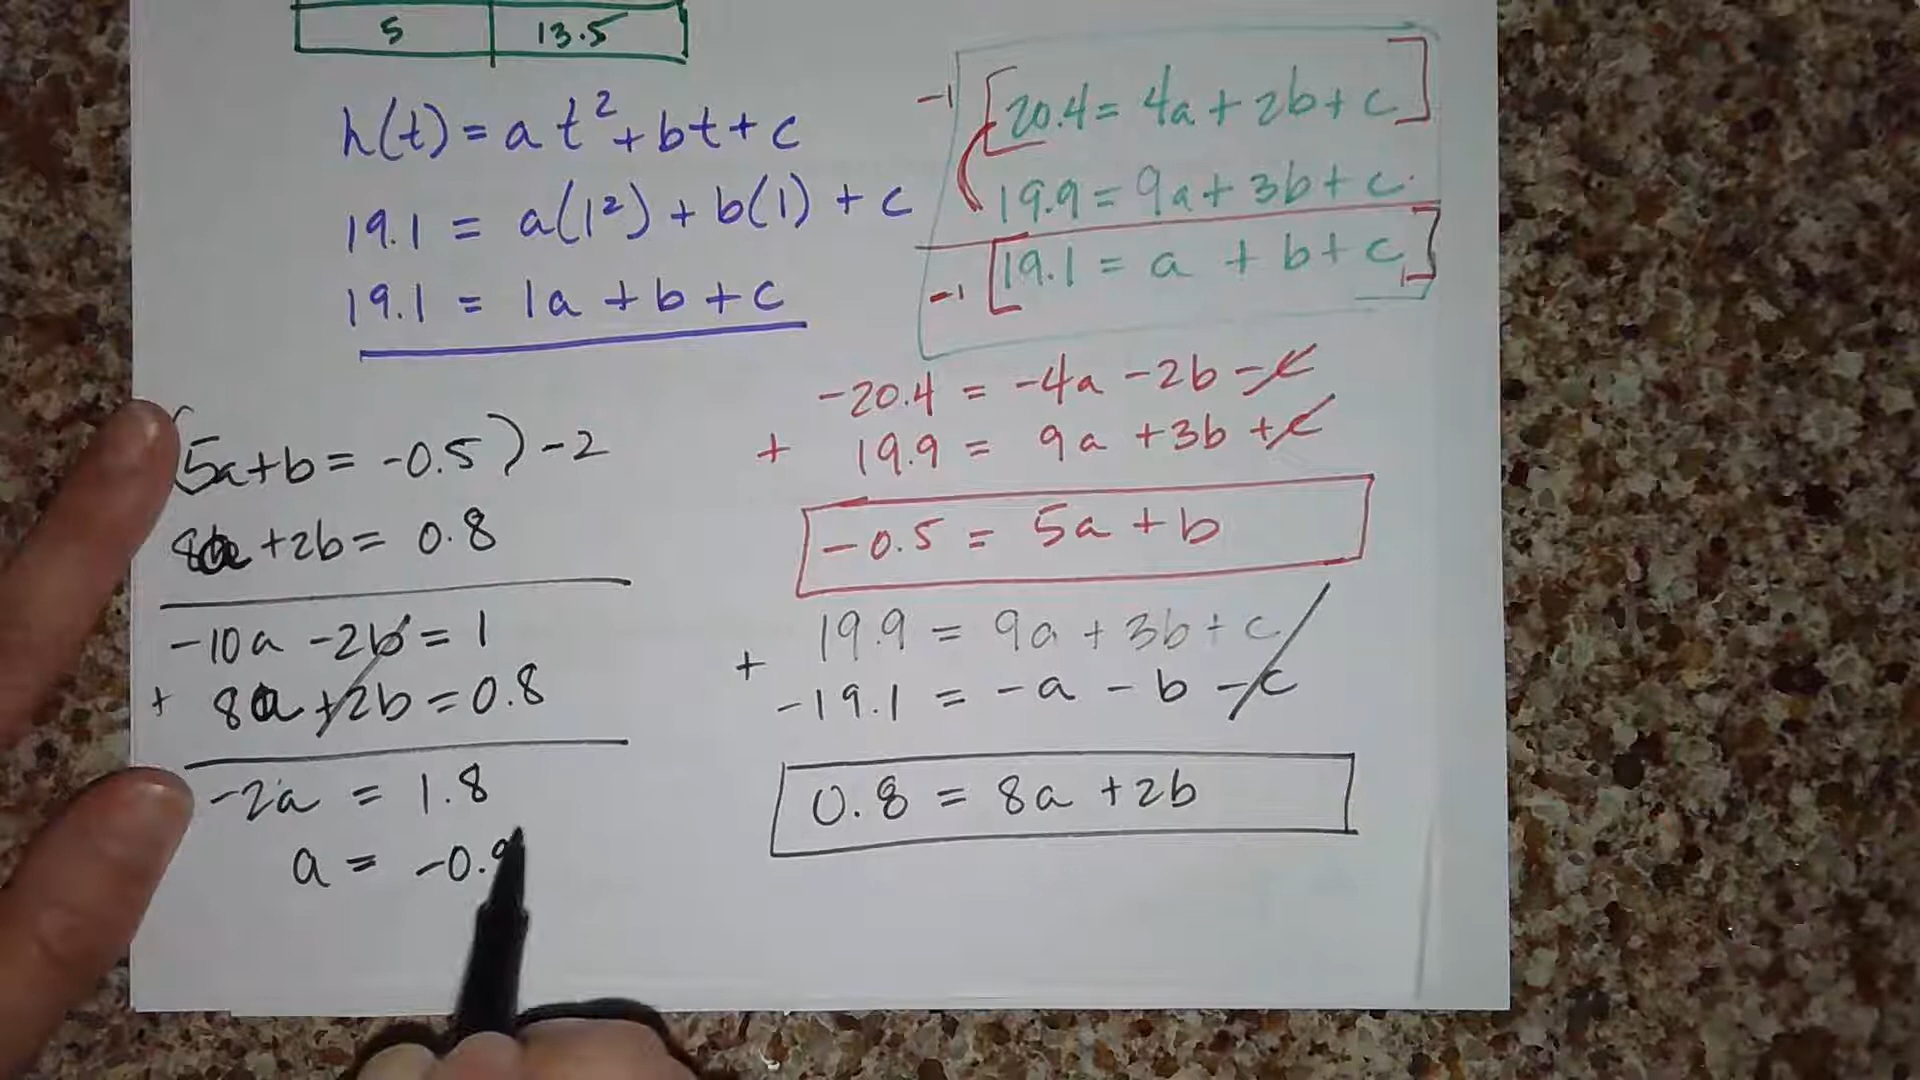 5 13.5
h(t) = at² + bt + c
19.1 = a(1²) + b(1) + c
19.1 = 1a + b + c
-1 [20.4 = 4a + 2b + c]
19.9 = 9a + 3b + c
-1 [19.1 = a + b + c]
-20.4 = -4a - 2b - c
+ 19.9 = 9a + 3b + c
-0.5 = 5a + b
19.9 = 9a + 3b + c
+ -19.1 = -a - b - c
0.8 = 8a + 2b
(5a + b = -0.5) - 2
8a + 2b = 0.8
-10a - 2b = 1
+ 8a + 2b = 0.8
-2a = 1.8
a = -0.9